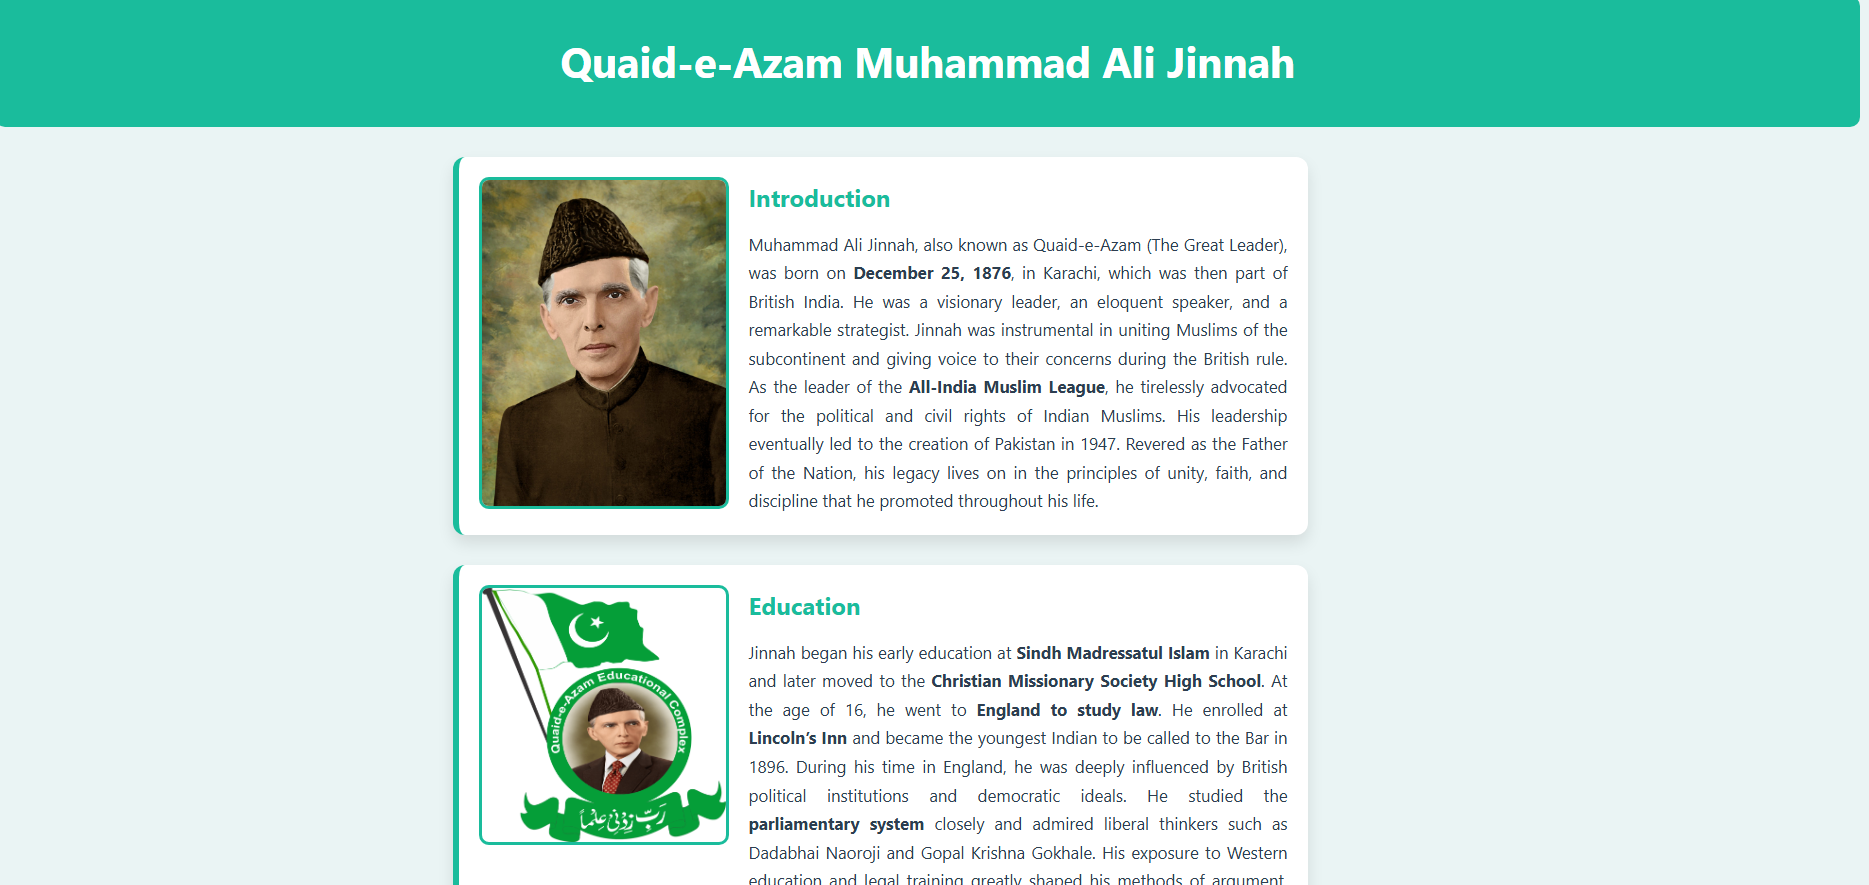 Quaid-e-Azam Muhammad Ali Jinnah
Introduction
Muhammad Ali Jinnah, also known as Quaid-e-Azam (The Great Leader),
was born on December 25, 1876, in Karachi, which was then part of
British India. He was a visionary leader, an eloquent speaker, and a
remarkable strategist. Jinnah was instrumental in uniting Muslims of the
subcontinent and giving voice to their concerns during the British rule.
As the leader of the All-India Muslim League, he tirelessly advocated
for the political and civil rights of Indian Muslims. His leadership
eventually led to the creation of Pakistan in 1947. Revered as the Father
of the Nation, his legacy lives on in the principles of unity, faith, and
discipline that he promoted throughout his life.
Quaid-e-Azam Educational Complex
رَبِّ زِدْنِي عِلْماً
Education
Jinnah began his early education at Sindh Madressatul Islam in Karachi
and later moved to the Christian Missionary Society High School. At
the age of 16, he went to England to study law. He enrolled at
Lincoln’s Inn and became the youngest Indian to be called to the Bar in
1896. During his time in England, he was deeply influenced by British
political institutions and democratic ideals. He studied the
parliamentary system closely and admired liberal thinkers such as
Dadabhai Naoroji and Gopal Krishna Gokhale. His exposure to Western
education and legal training greatly shaped his methods of argument,